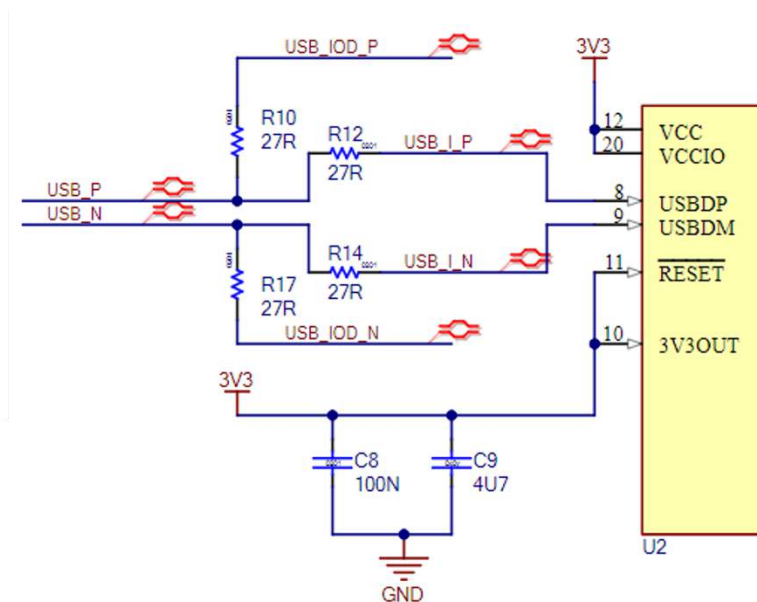 USB_IOD_P
3V3
R10
27R
R12
27R
USB_I_P
12
VCC
20
VCCIO
USB_P
8
USBDP
USB_N
9
USBDM
R14
27R
USB_I_N
11
RESET
R17
27R
USB_IOD_N
10
3V3OUT
3V3
C8
100N
C9
4U7
GND
U2